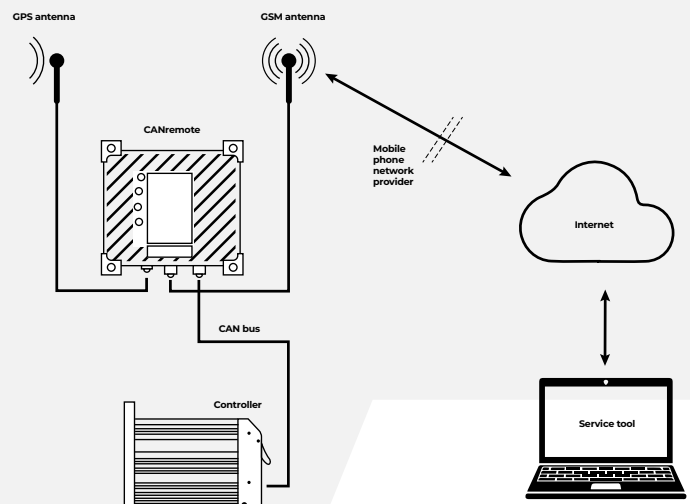 GPS antenna
GSM antenna
CANremote
Mobile
phone
network
provider
Internet
CAN bus
Controller
Service tool